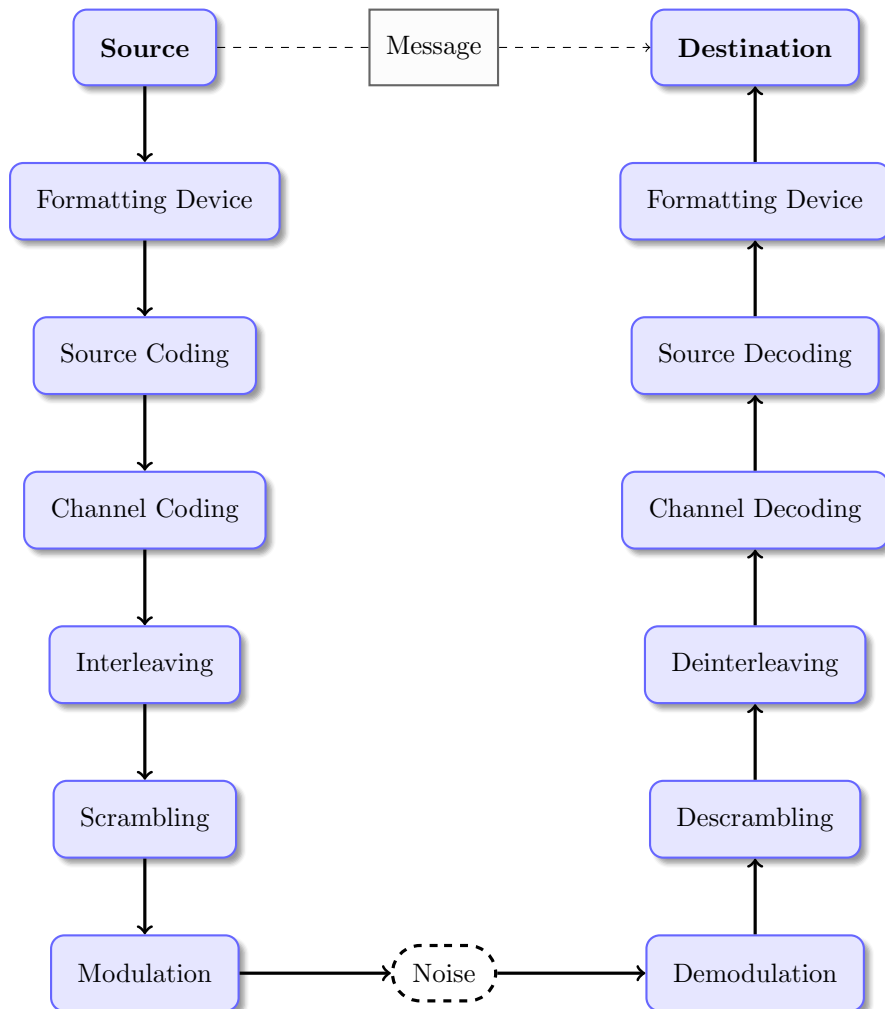 Source
Message
Destination
Formatting Device
Formatting Device
Source Coding
Source Decoding
Channel Coding
Channel Decoding
Interleaving
Deinterleaving
Scrambling
Descrambling
Modulation
Noise
Demodulation